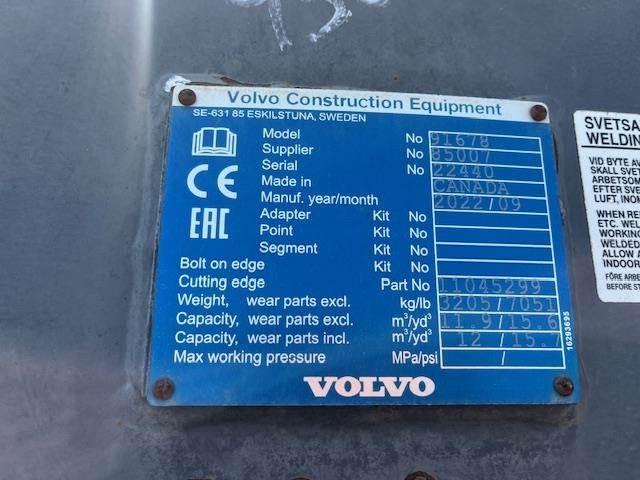 Volvo Construction Equipment
SE-631 85 ESKILSTUNA, SWEDEN
Model No 91678
Supplier No 85007
Serial No 22440
Made in CANADA
Manuf. year/month 2022/09
Adapter Kit No
Point Kit No
Segment Kit No
Bolt on edge Kit No
Cutting edge Part No 11045299
Weight, wear parts excl. kg/lb 3205/7051
Capacity, wear parts excl. m³/yd³ 11.9/15.6
Capacity, wear parts incl. m³/yd³ 12 /15.7
Max working pressure MPa/psi /
VOLVO
CE
EAC
16293695
SVETSA
WELDIN
VID BYTE AV
SKALL SVET
ARBETSOM
EFTER SVE
LUFT, INOM
WHEN RE
ETC. WEL
WORKING
WELDED
ALLOW A
INDOOR
FÖRE ARBE
BEFORE ST